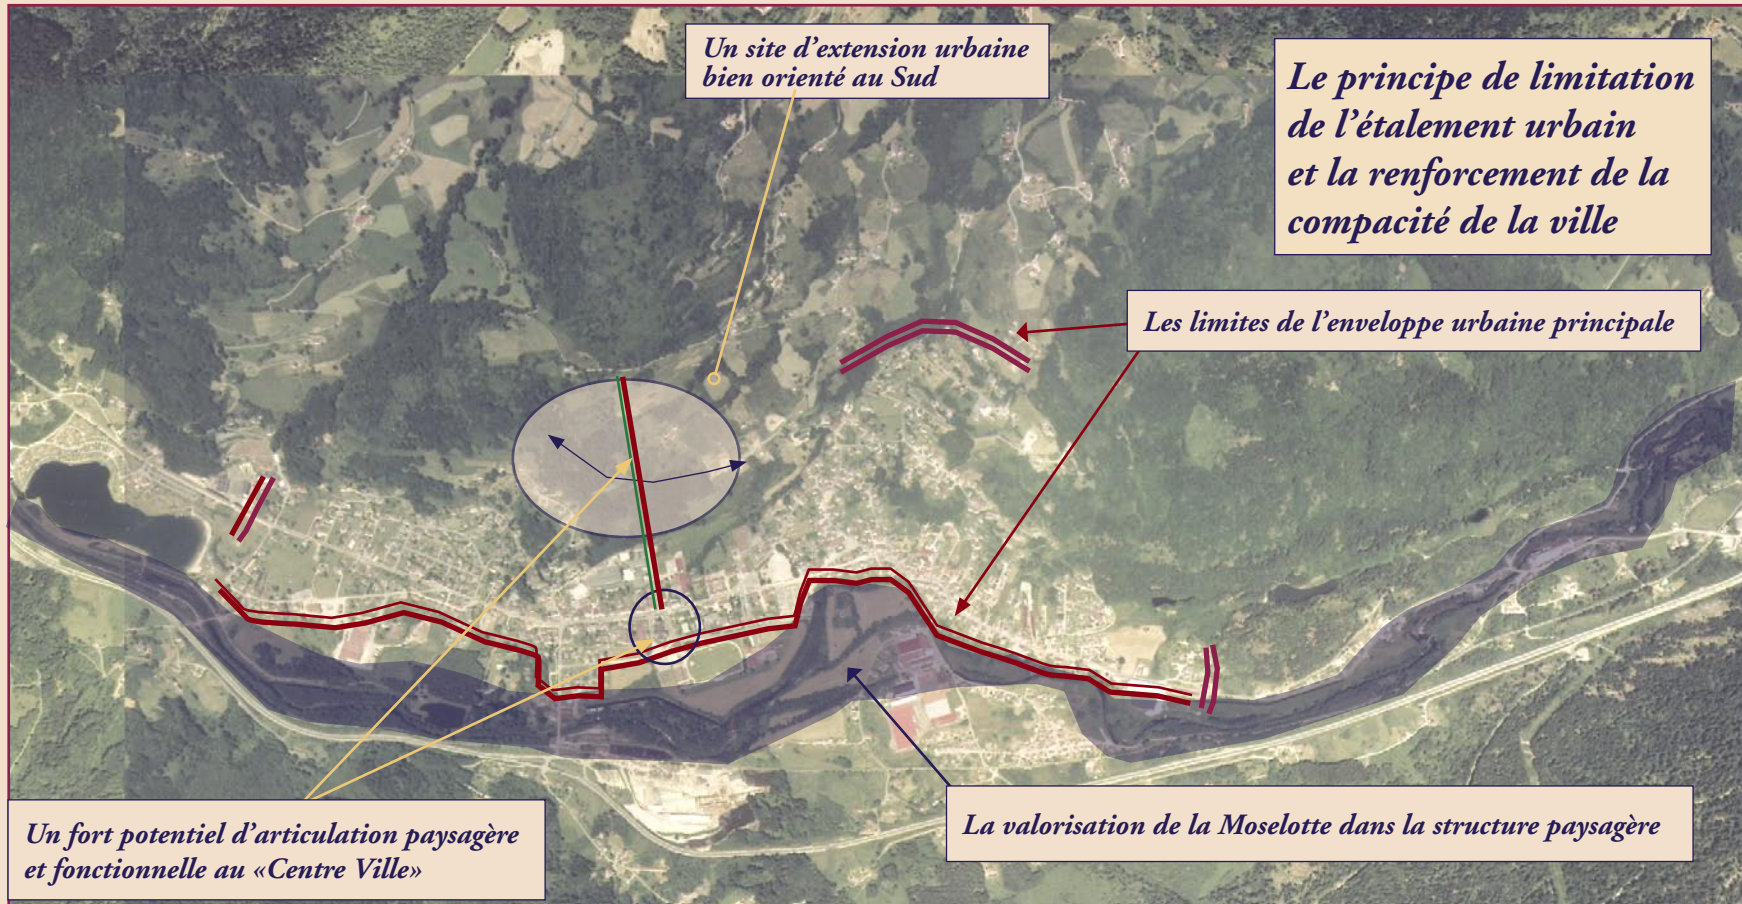 Un site d'extension urbaine
bien orienté au Sud
Le principe de limitation
de l'étalement urbain
et la renforcement de la
compacité de la ville
Les limites de l'enveloppe urbaine principale
Un fort potentiel d'articulation paysagère
et fonctionnelle au «Centre Ville»
La valorisation de la Moselotte dans la structure paysagère